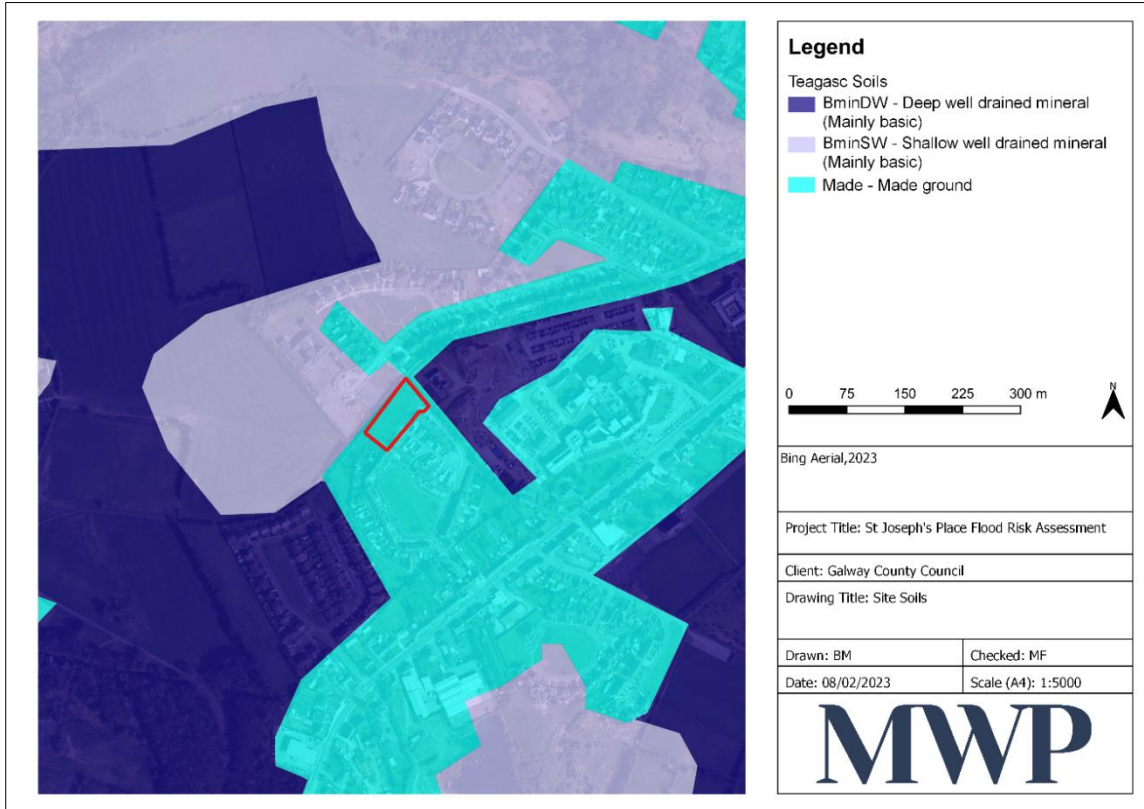 Legend
Teagasc Soils
BminDW - Deep well drained mineral
(Mainly basic)
BminSW - Shallow well drained mineral
(Mainly basic)
Made - Made ground
0 75 150 225 300 m
N
Bing Aerial,2023
Project Title: St Joseph's Place Flood Risk Assessment
Client: Galway County Council
Drawing Title: Site Soils
Drawn: BM Checked: MF
Date: 08/02/2023 Scale (A4): 1:5000
MWP